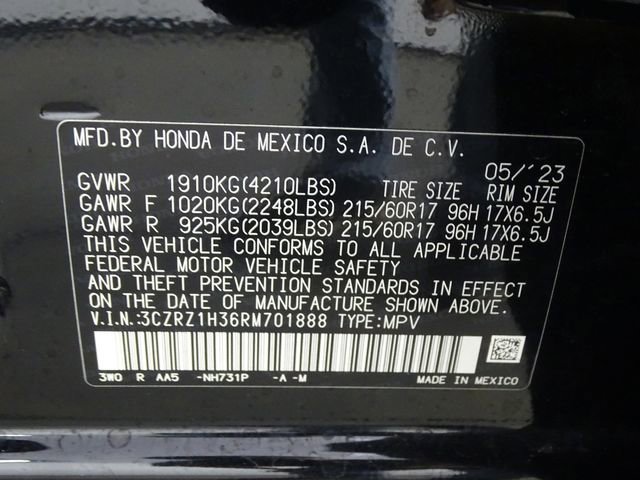 MFD.BY HONDA DE MEXICO S.A. DE C.V.
05/'23
GVWR 1910KG(4210LBS) TIRE SIZE RIM SIZE
GAWR F 1020KG(2248LBS) 215/60R17 96H 17X6.5J
GAWR R 925KG(2039LBS) 215/60R17 96H 17X6.5J
THIS VEHICLE CONFORMS TO ALL APPLICABLE
FEDERAL MOTOR VEHICLE SAFETY
AND THEFT PREVENTION STANDARDS IN EFFECT
ON THE DATE OF MANUFACTURE SHOWN ABOVE.
V.I.N.:3CZRZ1H36RM701888 TYPE:MPV
3W0 R AA5 -NH731P -A -M MADE IN MEXICO